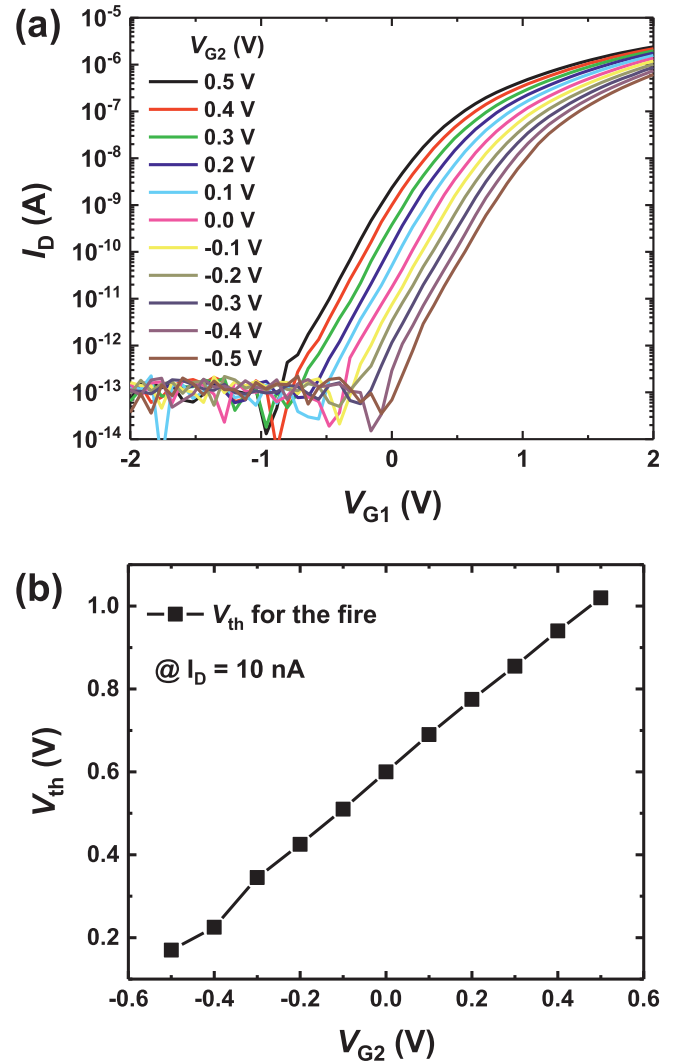 (a)
V_G2 (V)
0.5 V
0.4 V
0.3 V
0.2 V
0.1 V
0.0 V
-0.1 V
-0.2 V
-0.3 V
-0.4 V
-0.5 V
I_D (A)
10^-5
10^-6
10^-7
10^-8
10^-9
10^-10
10^-11
10^-12
10^-13
10^-14
-2 -1 0 1 2
V_G1 (V)
(b)
V_th for the fire
@ I_D = 10 nA
V_th (V)
1.0
0.8
0.6
0.4
0.2
-0.6 -0.4 -0.2 0.0 0.2 0.4 0.6
V_G2 (V)